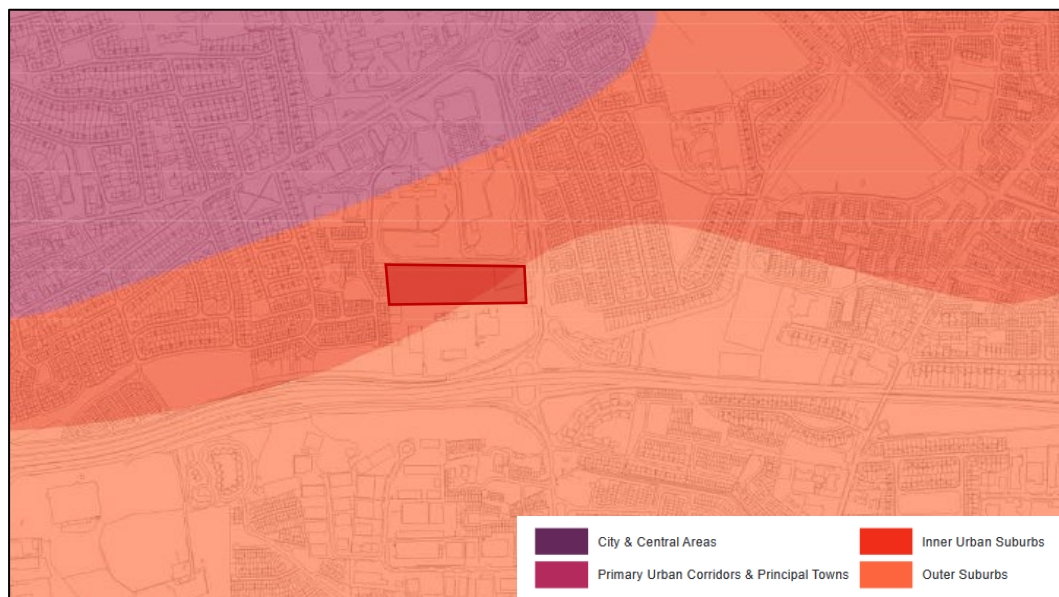 City & Central Areas
Inner Urban Suburbs
Primary Urban Corridors & Principal Towns
Outer Suburbs